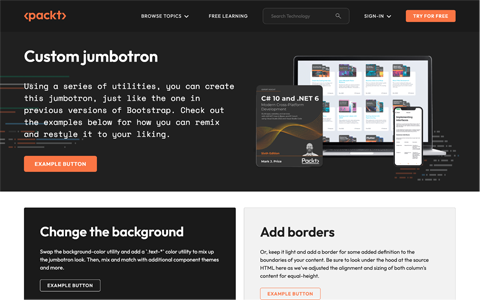 <packt>
BROWSE TOPICS
FREE LEARNING
Search Technology
SIGN-IN
TRY FOR FREE
Custom jumbotron
Using a series of utilities, you can create
this jumbotron, just like the one in
previous versions of Bootstrap. Check out
the examples below for how you can remix
and restyle it to your liking.
EXAMPLE BUTTON
C# 10 and .NET 6
Modern Cross-Platform
Development
Mark J. Price
Packt>
Change the background
Swap the background-color utility and add a `.text-*` color utility to mix up
the jumbotron look. Then, mix and match with additional component themes
and more.
EXAMPLE BUTTON
Add borders
Or, keep it light and add a border for some added definition to the
boundaries of your content. Be sure to look under the hood at the source
HTML here as we've adjusted the alignment and sizing of both column's
content for equal-height.
EXAMPLE BUTTON